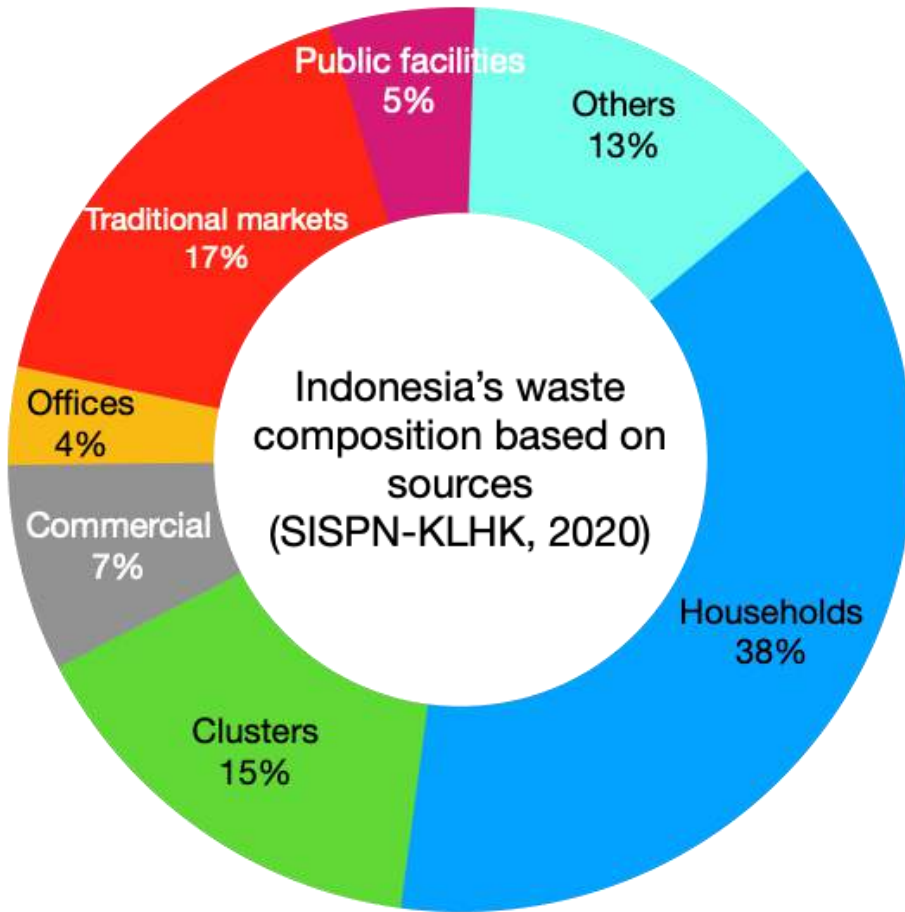 Public facilities
5%
Others
13%
Traditional markets
17%
Indonesia's waste
composition based on
sources
(SISPN-KLHK, 2020)
Offices
4%
Commercial
7%
Households
38%
Clusters
15%